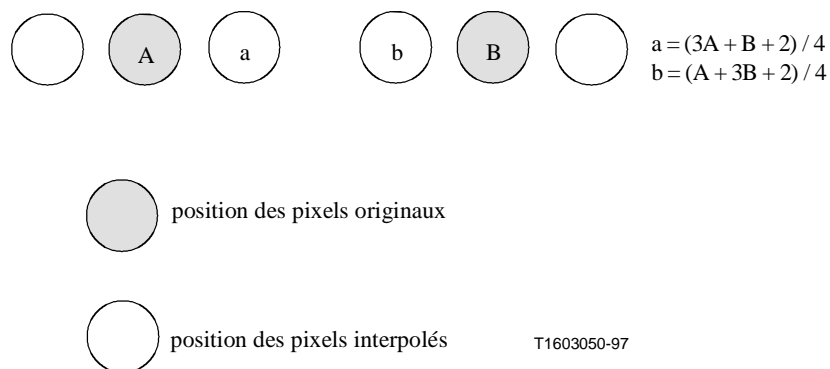 A a b B
a = (3A + B + 2) / 4
b = (A + 3B + 2) / 4
position des pixels originaux
position des pixels interpolés
T1603050-97